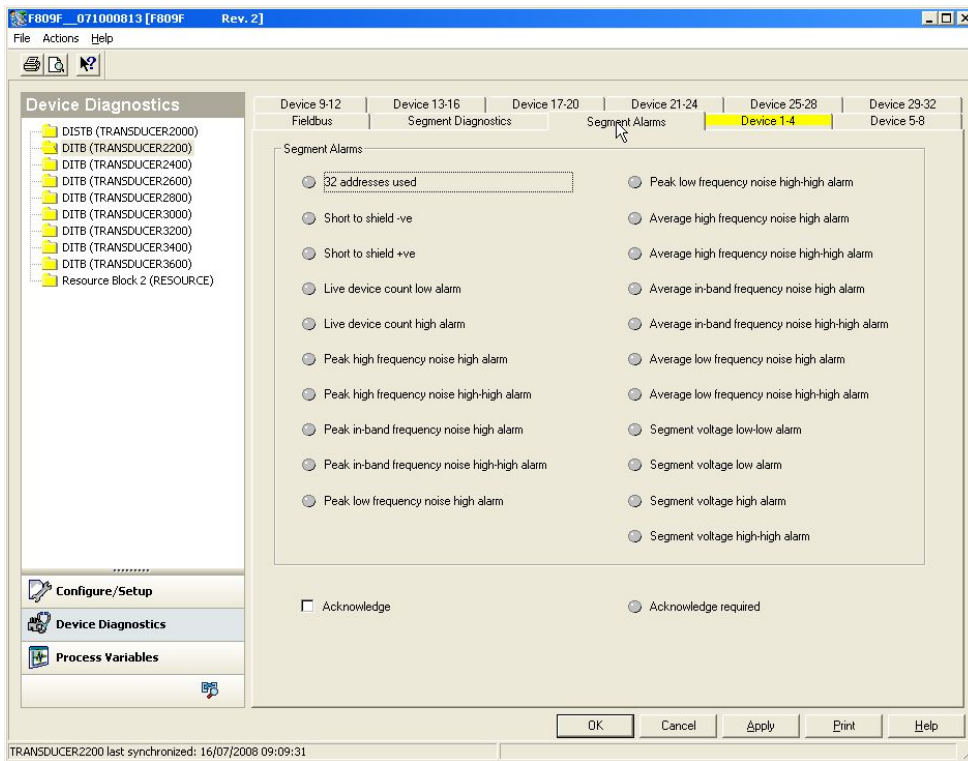 F809F__071000813 [F809F Rev. 2]
File Actions Help
Device Diagnostics
DISTB (TRANSDUCER2000)
DITB (TRANSDUCER2200)
DITB (TRANSDUCER2400)
DITB (TRANSDUCER2600)
DITB (TRANSDUCER2800)
DITB (TRANSDUCER3000)
DITB (TRANSDUCER3200)
DITB (TRANSDUCER3400)
DITB (TRANSDUCER3600)
Resource Block 2 (RESOURCE)
Configure/Setup
Device Diagnostics
Process Variables
Device 9-12 Device 13-16 Device 17-20 Device 21-24 Device 25-28 Device 29-32
Fieldbus Segment Diagnostics Segment Alarms Device 1-4 Device 5-8
Segment Alarms
32 addresses used
Short to shield -ve
Short to shield +ve
Live device count low alarm
Live device count high alarm
Peak high frequency noise high alarm
Peak high frequency noise high-high alarm
Peak in-band frequency noise high alarm
Peak in-band frequency noise high-high alarm
Peak low frequency noise high alarm
Peak low frequency noise high-high alarm
Average high frequency noise high alarm
Average high frequency noise high-high alarm
Average in-band frequency noise high alarm
Average in-band frequency noise high-high alarm
Average low frequency noise high alarm
Average low frequency noise high-high alarm
Segment voltage low-low alarm
Segment voltage low alarm
Segment voltage high alarm
Segment voltage high-high alarm
Acknowledge
Acknowledge required
OK Cancel Apply Print Help
TRANSDUCER2200 last synchronized: 16/07/2008 09:09:31